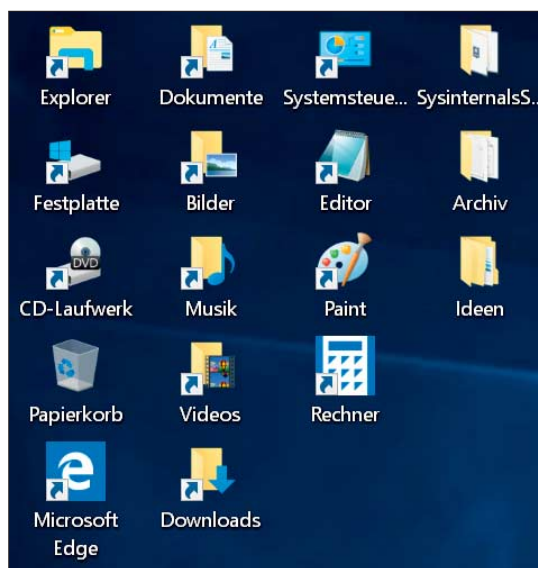 Explorer
Dokumente
Systemsteue...
SysinternalsS...
Festplatte
Bilder
Editor
Archiv
DVD
CD-Laufwerk
Musik
Paint
Ideen
Papierkorb
Videos
Rechner
Microsoft
Edge
Downloads